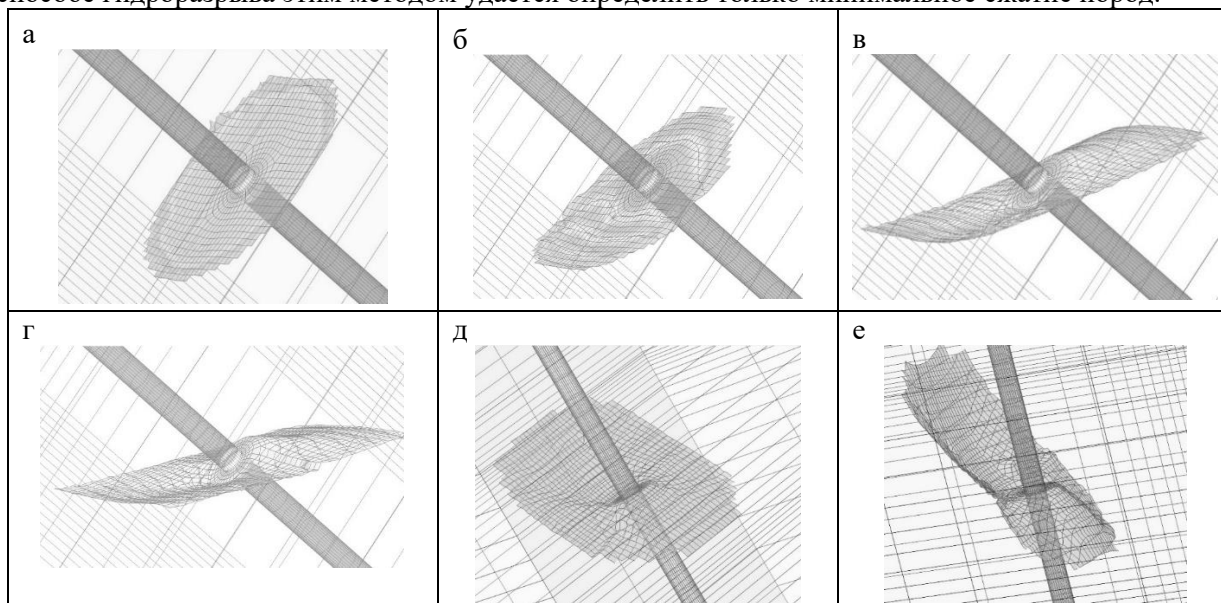 способе гидроразрыва этим методом удается определить только минимальное сжатие пород.
а
б
в
г
д
е